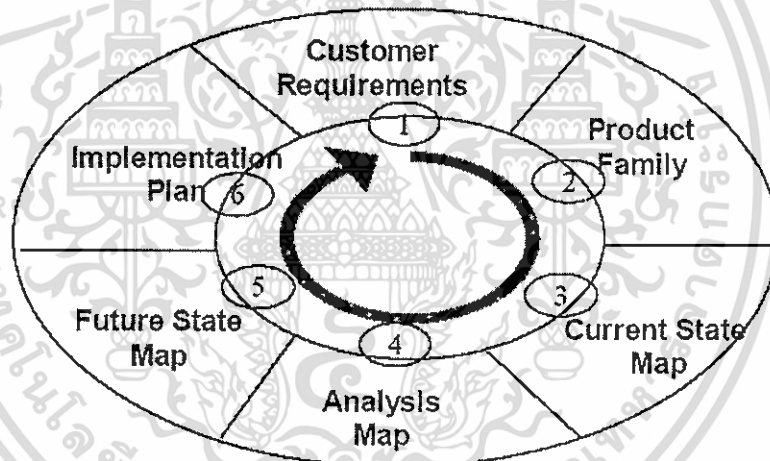 Customer
Requirements
1
Product
Family
2
3
Current State
Map
4
Analysis
Map
5
Future State
Map
Implementation
Plan
6